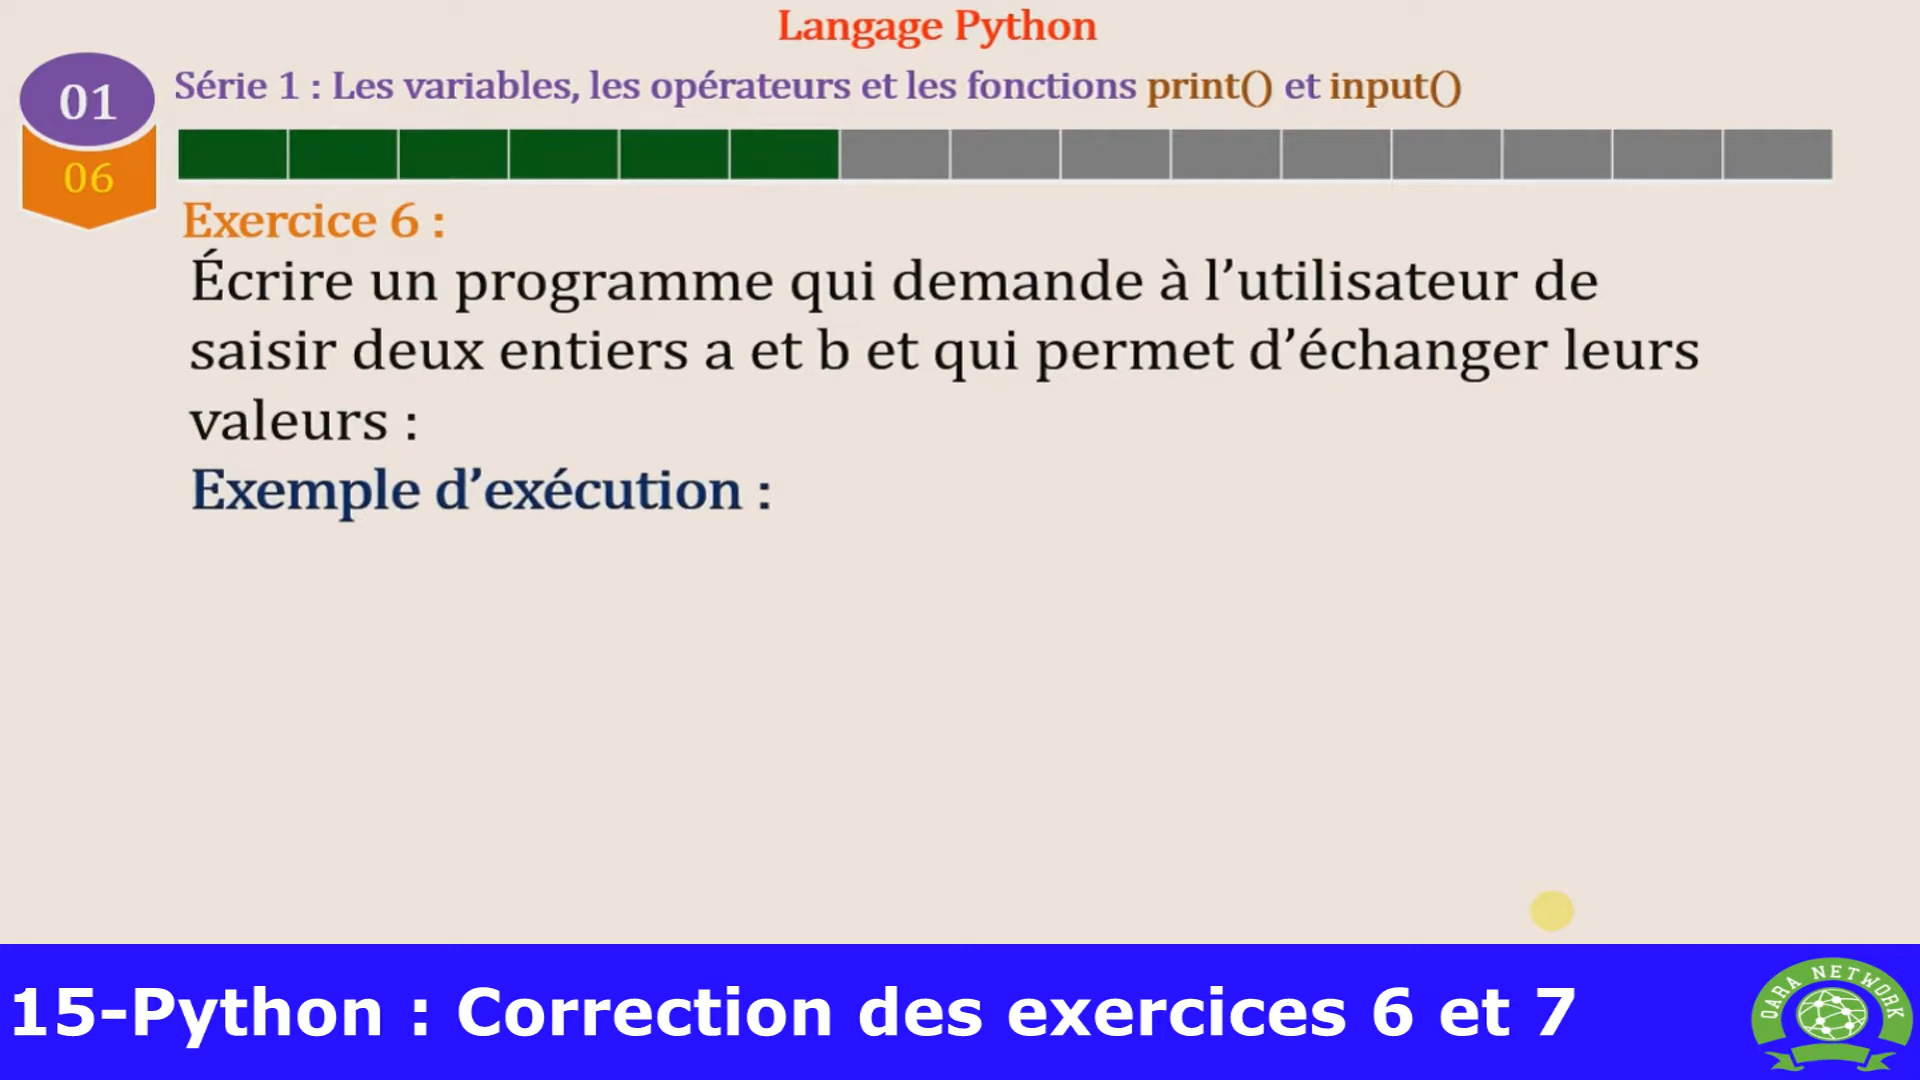 Langage Python
01
Série 1 : Les variables, les opérateurs et les fonctions print() et input()
06
Exercice 6 :
Écrire un programme qui demande à l’utilisateur de
saisir deux entiers a et b et qui permet d’échanger leurs
valeurs :
Exemple d’exécution :
15-Python : Correction des exercices 6 et 7
OARA NETWORK